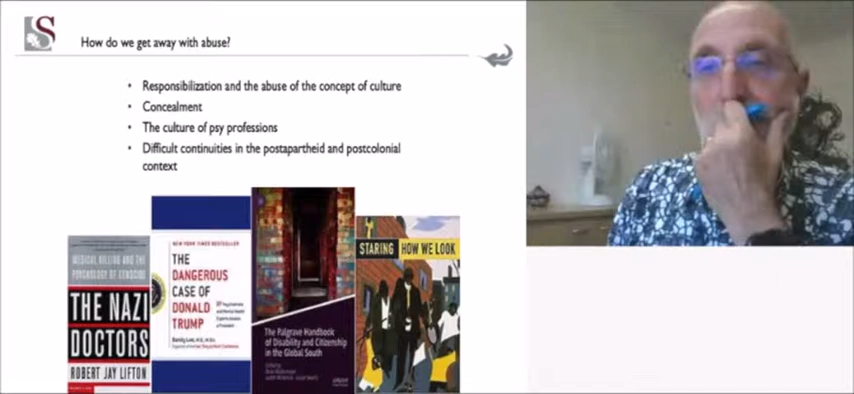 S
How do we get away with abuse?
• Responsibilization and the abuse of the concept of culture
• Concealment
• The culture of psy professions
• Difficult continuities in the postapartheid and postcolonial
context
MEDICAL KILLING AND THE
PSYCHOLOGY OF GENOCIDE
THE NAZI
DOCTORS
ROBERT JAY LIFTON
NEW YORK TIMES BESTSELLER
THE
DANGEROUS
CASE OF
DONALD
TRUMP
The Palgrave Handbook
of Disability and Citizenship
in the Global South
STARING HOW WE LOOK